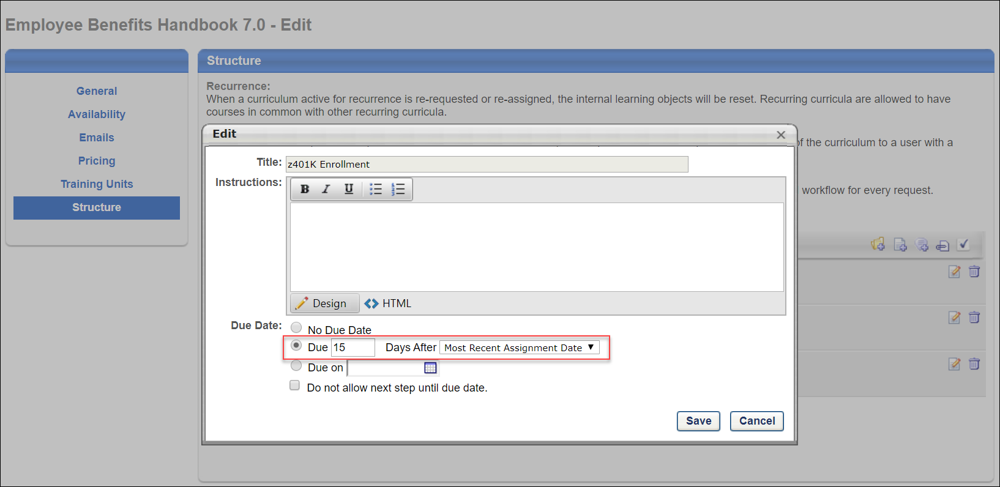 Employee Benefits Handbook 7.0 - Edit
General
Availability
Emails
Pricing
Training Units
Structure
Structure
Recurrence:
When a curriculum active for recurrence is re-requested or re-assigned, the internal learning objects will be reset. Recurring curricula are allowed to have
courses in common with other recurring curricula.
of the curriculum to a user with a
workflow for every request.
Edit
Title: z401K Enrollment
Instructions:
B I U
Design HTML
Due Date: No Due Date
Due 15 Days After Most Recent Assignment Date
Due on
Do not allow next step until due date.
Save Cancel